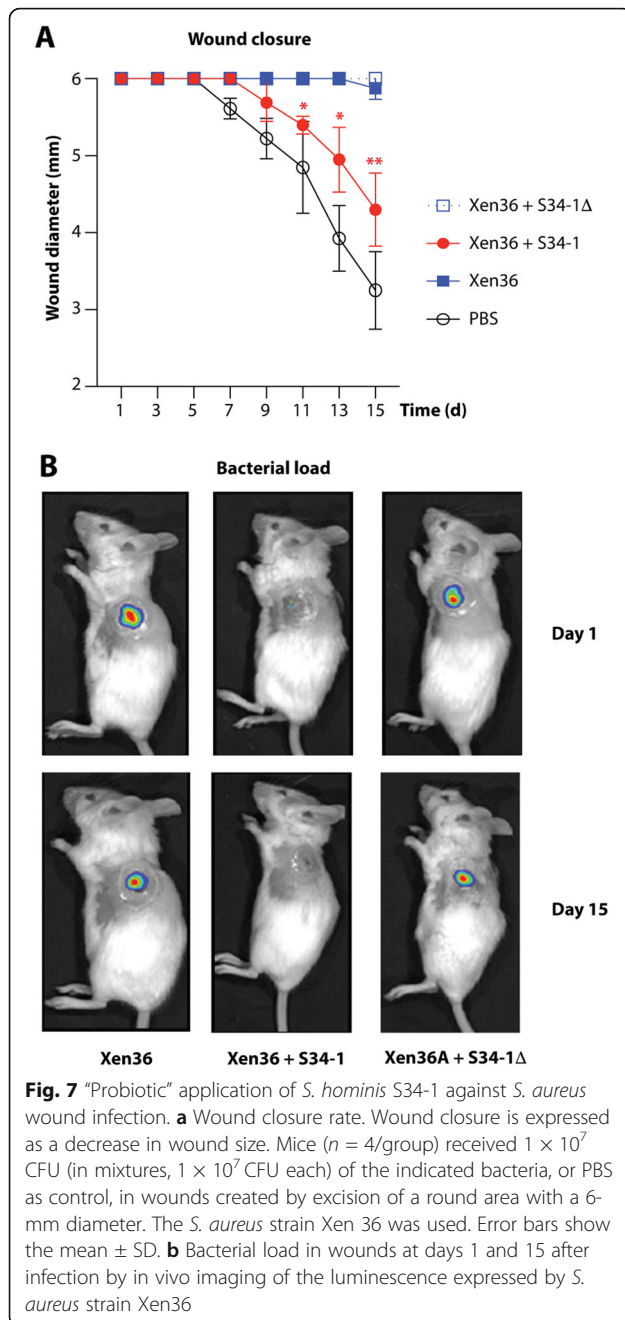 A
Wound closure
Wound diameter (mm)
6
5
4
3
2
1 3 5 7 9 11 13 15 Time (d)
* * **
Xen36 + S34-1Δ
Xen36 + S34-1
Xen36
PBS
B
Bacterial load
Day 1
Day 15
Xen36 Xen36 + S34-1 Xen36A + S34-1Δ
Fig. 7 “Probiotic” application of S. hominis S34-1 against S. aureus
wound infection. a Wound closure rate. Wound closure is expressed
as a decrease in wound size. Mice (n = 4/group) received 1 × 10⁷
CFU (in mixtures, 1 × 10⁷ CFU each) of the indicated bacteria, or PBS
as control, in wounds created by excision of a round area with a 6-
mm diameter. The S. aureus strain Xen 36 was used. Error bars show
the mean ± SD. b Bacterial load in wounds at days 1 and 15 after
infection by in vivo imaging of the luminescence expressed by S.
aureus strain Xen36